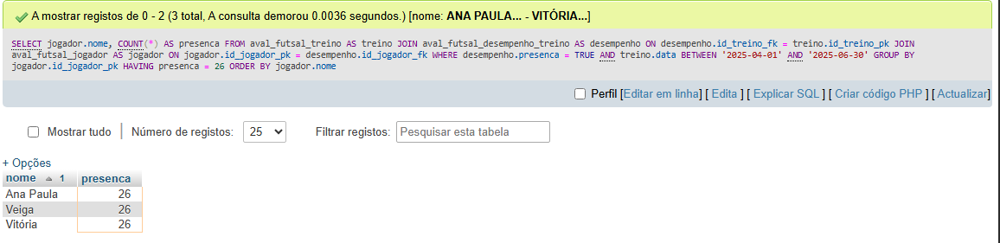 A mostrar registos de 0 - 2 (3 total, A consulta demorou 0.0036 segundos.) [nome: ANA PAULA... - VITÓRIA...]
SELECT jogador.nome, COUNT(*) AS presenca FROM aval_futsal_treino AS treino JOIN aval_futsal_desempenho_treino AS desempenho ON desempenho.id_treino_fk = treino.id_treino_pk JOIN
aval_futsal_jogador AS jogador ON jogador.id_jogador_pk = desempenho.id_jogador_fk WHERE desempenho.presenca = TRUE AND treino.data BETWEEN '2025-04-01' AND '2025-06-30' GROUP BY
jogador.id_jogador_pk HAVING presenca = 26 ORDER BY jogador.nome
Perfil [Editar em linha] [ Edita ] [ Explicar SQL ] [ Criar código PHP ] [ Actualizar]
Mostrar tudo | Número de registos: 25 Filtrar registos: Pesquisar esta tabela
+ Opções
nome 1 presenca
Ana Paula 26
Veiga 26
Vitória 26